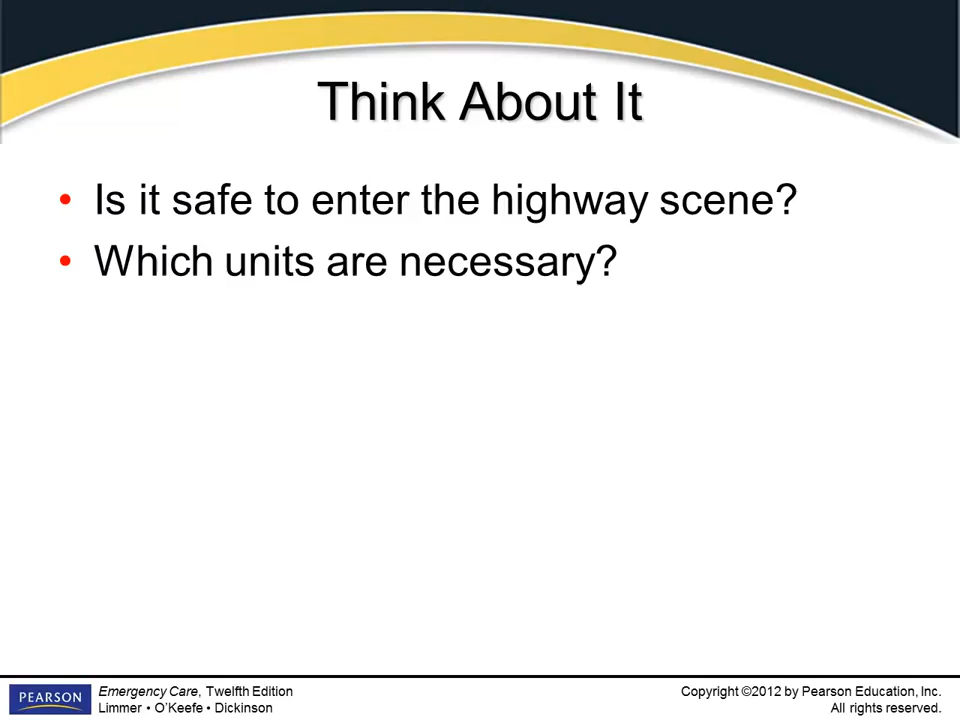 Think About It
• Is it safe to enter the highway scene?
• Which units are necessary?
PEARSON
Emergency Care, Twelfth Edition
Limmer • O’Keefe • Dickinson
Copyright ©2012 by Pearson Education, Inc.
All rights reserved.